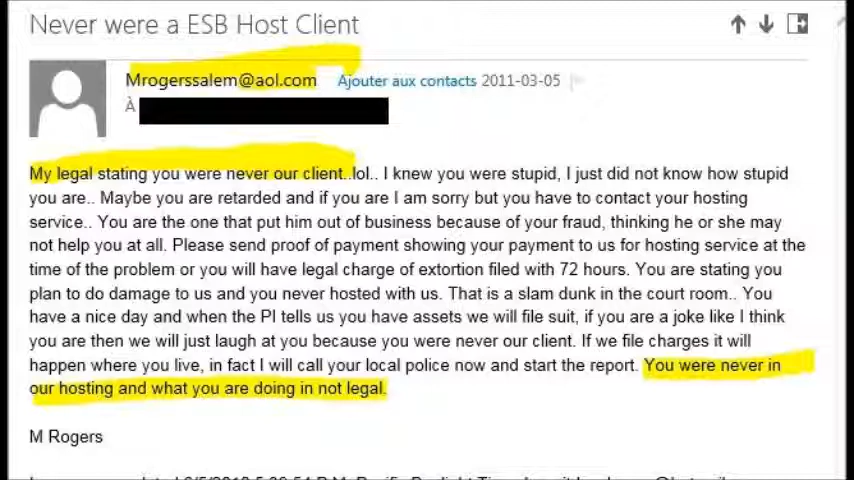 Never were a ESB Host Client
Mrogerssalem@aol.com Ajouter aux contacts 2011-03-05
À
My legal stating you were never our client..lol.. I knew you were stupid, I just did not know how stupid
you are.. Maybe you are retarded and if you are I am sorry but you have to contact your hosting
service.. You are the one that put him out of business because of your fraud, thinking he or she may
not help you at all. Please send proof of payment showing your payment to us for hosting service at the
time of the problem or you will have legal charge of extortion filed with 72 hours. You are stating you
plan to do damage to us and you never hosted with us. That is a slam dunk in the court room.. You
have a nice day and when the PI tells us you have assets we will file suit, if you are a joke like I think
you are then we will just laugh at you because you were never our client. If we file charges it will
happen where you live, in fact I will call your local police now and start the report. You were never in
our hosting and what you are doing in not legal.
M Rogers